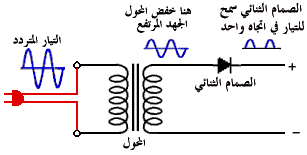 الصمام الثنائي سمح
للتيار في اتجاه واحد
هنا خفض المحول
الجهد المرتفع
التيار المتردد
+
الصمام الثنائي
−
المحول